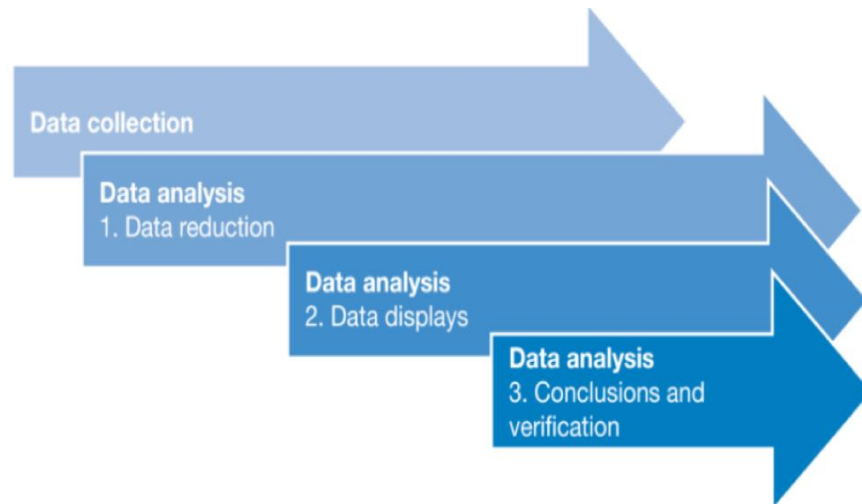 Data collection
Data analysis
1. Data reduction
Data analysis
2. Data displays
Data analysis
3. Conclusions and
verification